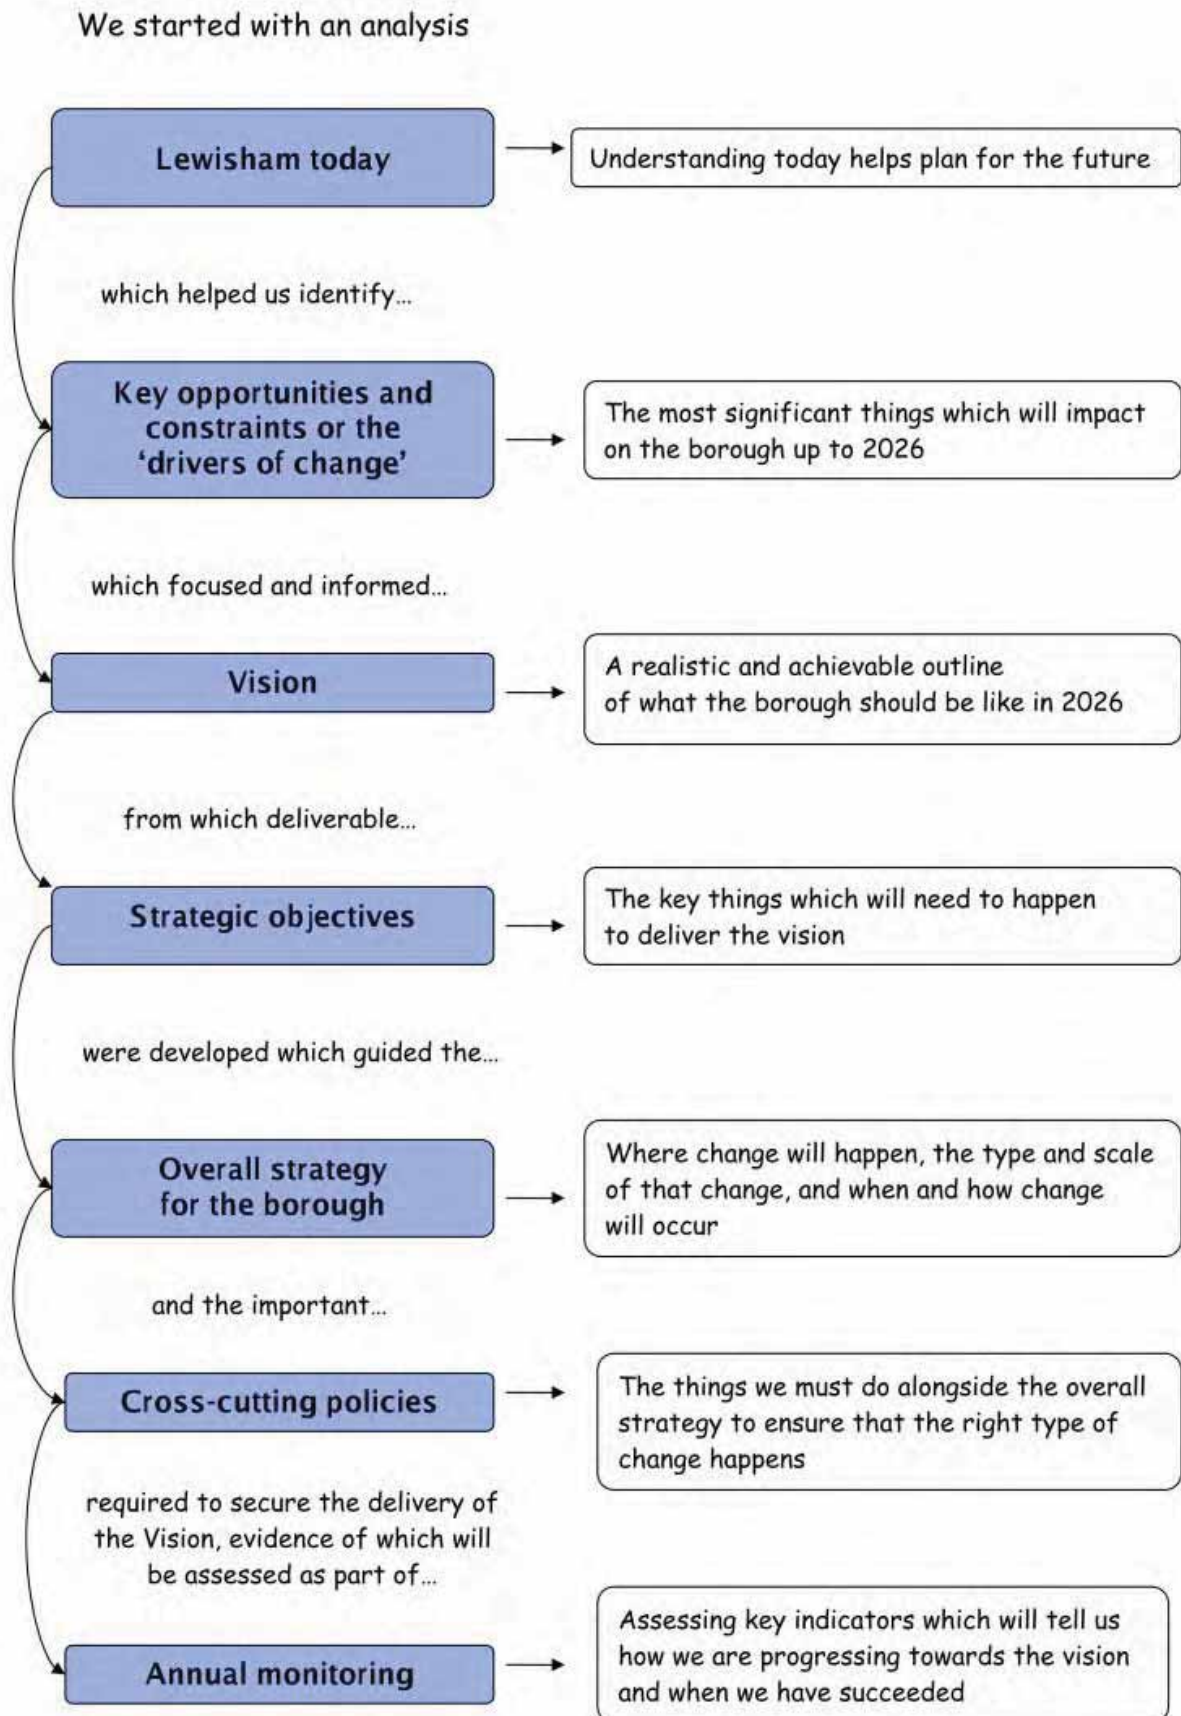 We started with an analysis
Lewisham today
Understanding today helps plan for the future
which helped us identify…
Key opportunities and
constraints or the
‘drivers of change’
The most significant things which will impact
on the borough up to 2026
which focused and informed…
Vision
A realistic and achievable outline
of what the borough should be like in 2026
from which deliverable…
Strategic objectives
The key things which will need to happen
to deliver the vision
were developed which guided the…
Overall strategy
for the borough
Where change will happen, the type and scale
of that change, and when and how change
will occur
and the important…
Cross-cutting policies
The things we must do alongside the overall
strategy to ensure that the right type of
change happens
required to secure the delivery of
the Vision, evidence of which will
be assessed as part of…
Annual monitoring
Assessing key indicators which will tell us
how we are progressing towards the vision
and when we have succeeded